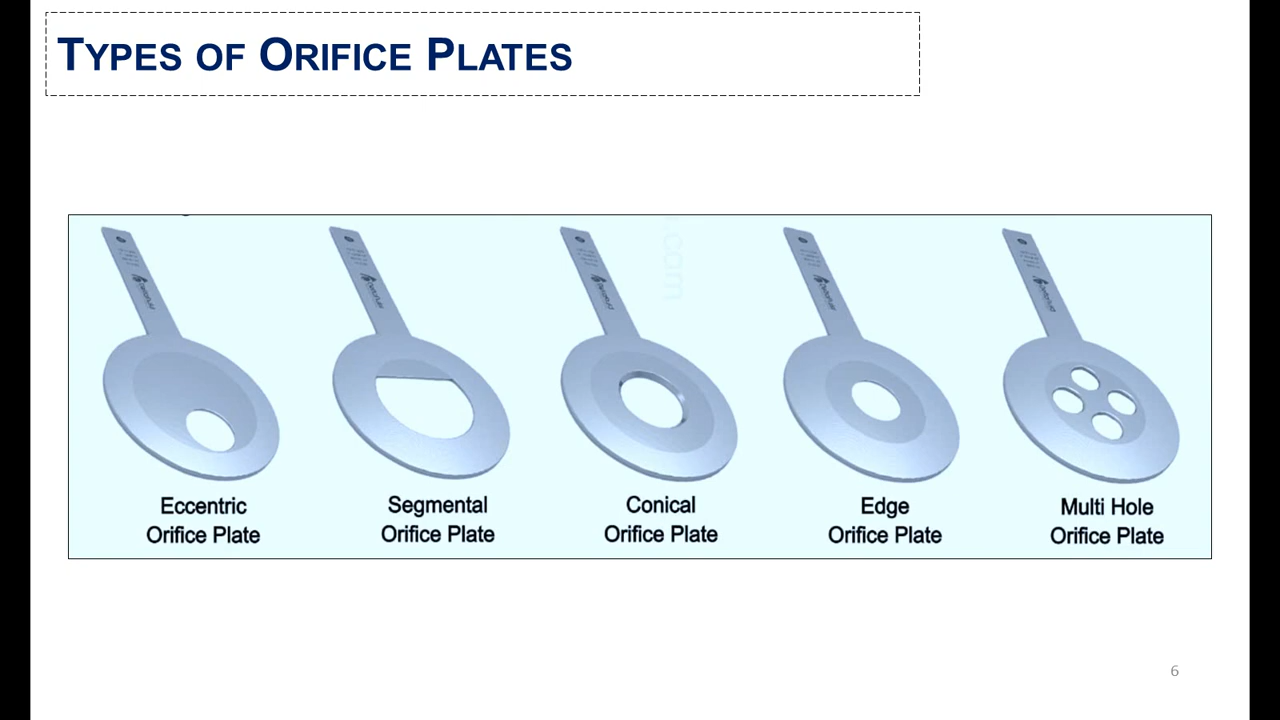 TYPES OF ORIFICE PLATES
.com
Eccentric
Orifice Plate
Segmental
Orifice Plate
Conical
Orifice Plate
Edge
Orifice Plate
Multi Hole
Orifice Plate
6